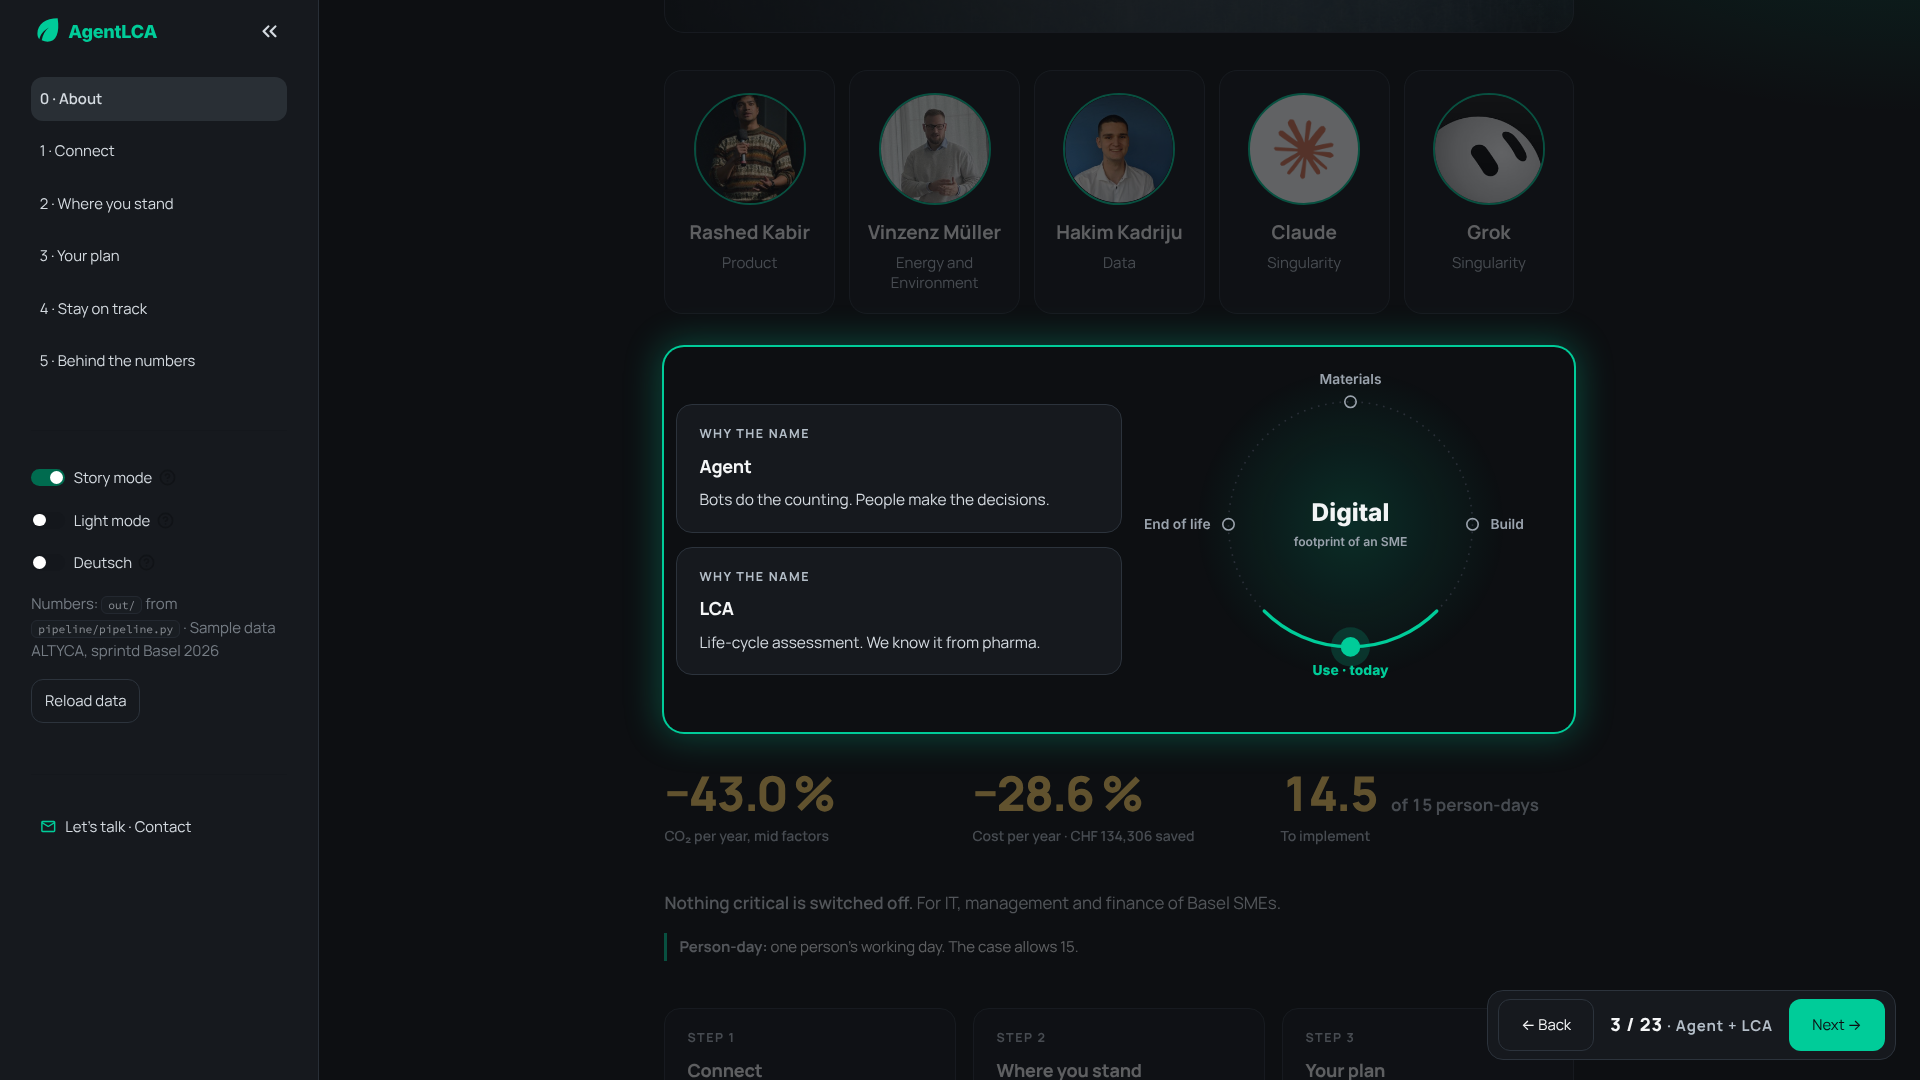 AgentLCA
0 · About
1 · Connect
2 · Where you stand
3 · Your plan
4 · Stay on track
5 · Behind the numbers
Story mode
Light mode
Deutsch
Numbers: out/ from
pipeline/pipeline.py · Sample data
ALTYCA, sprintd Basel 2026
Reload data
Let's talk · Contact
Rashed Kabir
Product
Vinzenz Müller
Energy and
Environment
Hakim Kadriju
Data
Claude
Singularity
Grok
Singularity
WHY THE NAME
Agent
Bots do the counting. People make the decisions.
WHY THE NAME
LCA
Life-cycle assessment. We know it from pharma.
Materials
End of life
Digital
footprint of an SME
Build
Use · today
−43.0 %
CO₂ per year, mid factors
−28.6 %
Cost per year · CHF 134,306 saved
14.5 of 15 person-days
To implement
Nothing critical is switched off. For IT, management and finance of Basel SMEs.
Person-day: one person's working day. The case allows 15.
STEP 1
Connect
STEP 2
Where you stand
STEP 3
Your plan
← Back
3 / 23 · Agent + LCA
Next →